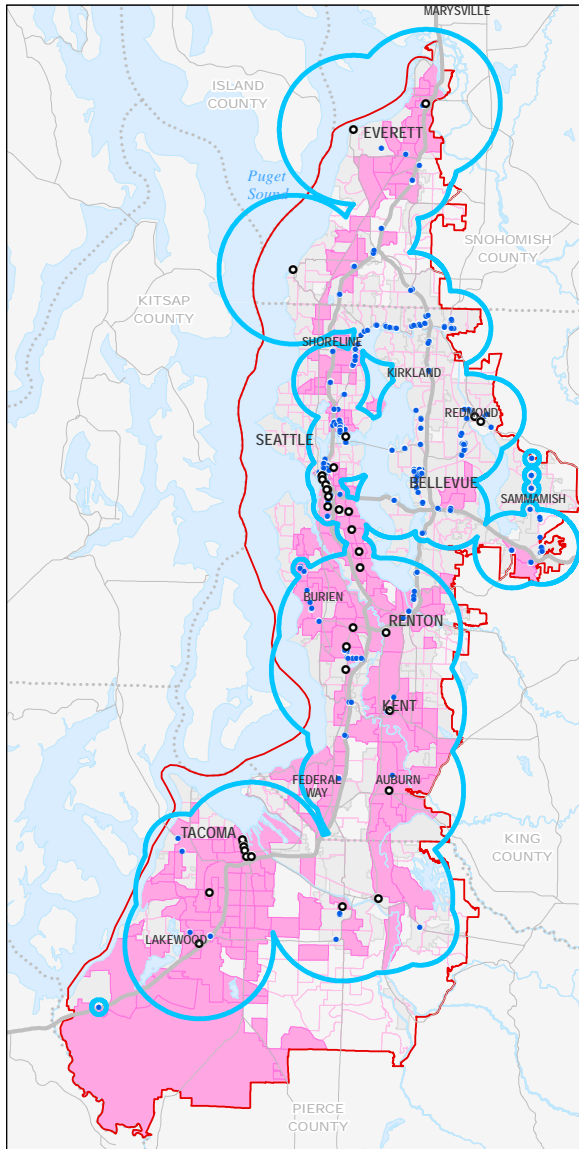 MARYSVILLE
ISLAND
COUNTY
EVERETT
Puget
Sound
SNOHOMISH
COUNTY
KITSAP
COUNTY
SHORELINE
KIRKLAND
REDMOND
SEATTLE
BELLEVUE
SAMMAMISH
BURIEN
RENTON
KENT
FEDERAL
WAY
AUBURN
TACOMA
KING
COUNTY
LAKEWOOD
PIERCE
COUNTY